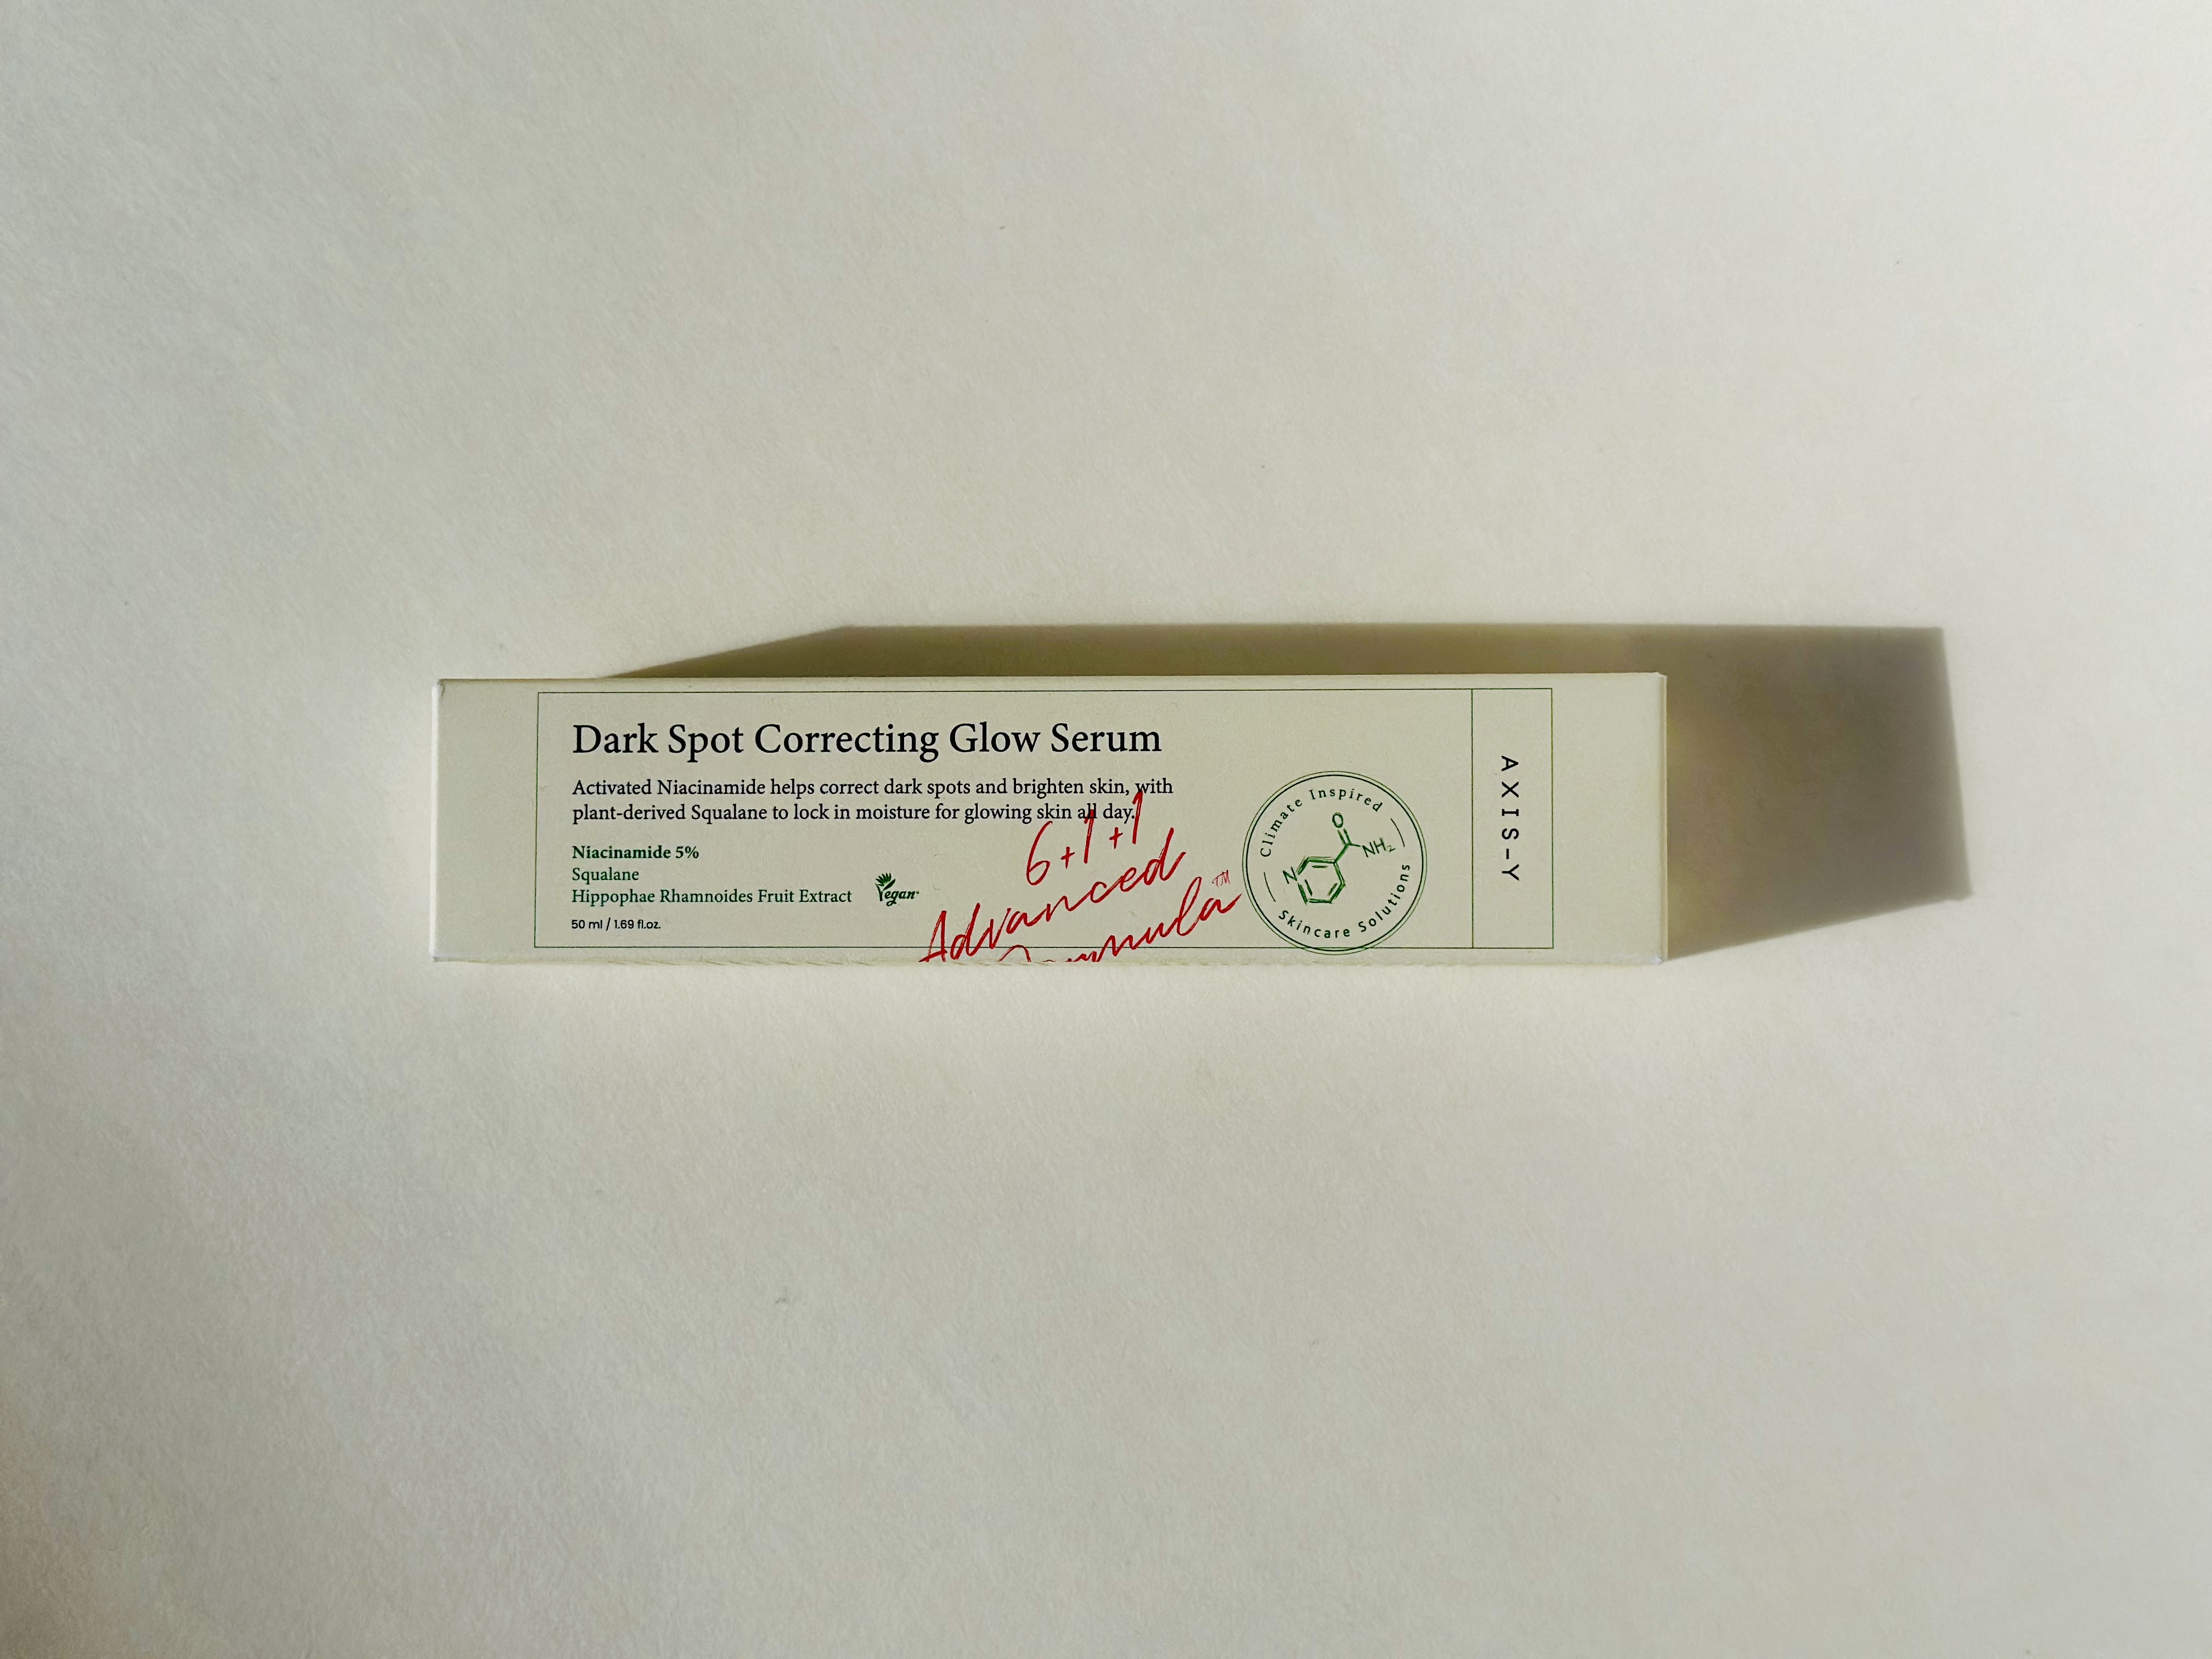 Dark Spot Correcting Glow Serum
Activated Niacinamide helps correct dark spots and brighten skin, with
plant-derived Squalane to lock in moisture for glowing skin all day.
Niacinamide 5%
Squalane
Hippophae Rhamnoides Fruit Extract
Vegan
50 ml / 1.69 fl.oz.
6+1+1
Advanced
Formula™
Climate Inspired
O
NH₂
N
Skincare Solutions
AXIS-Y